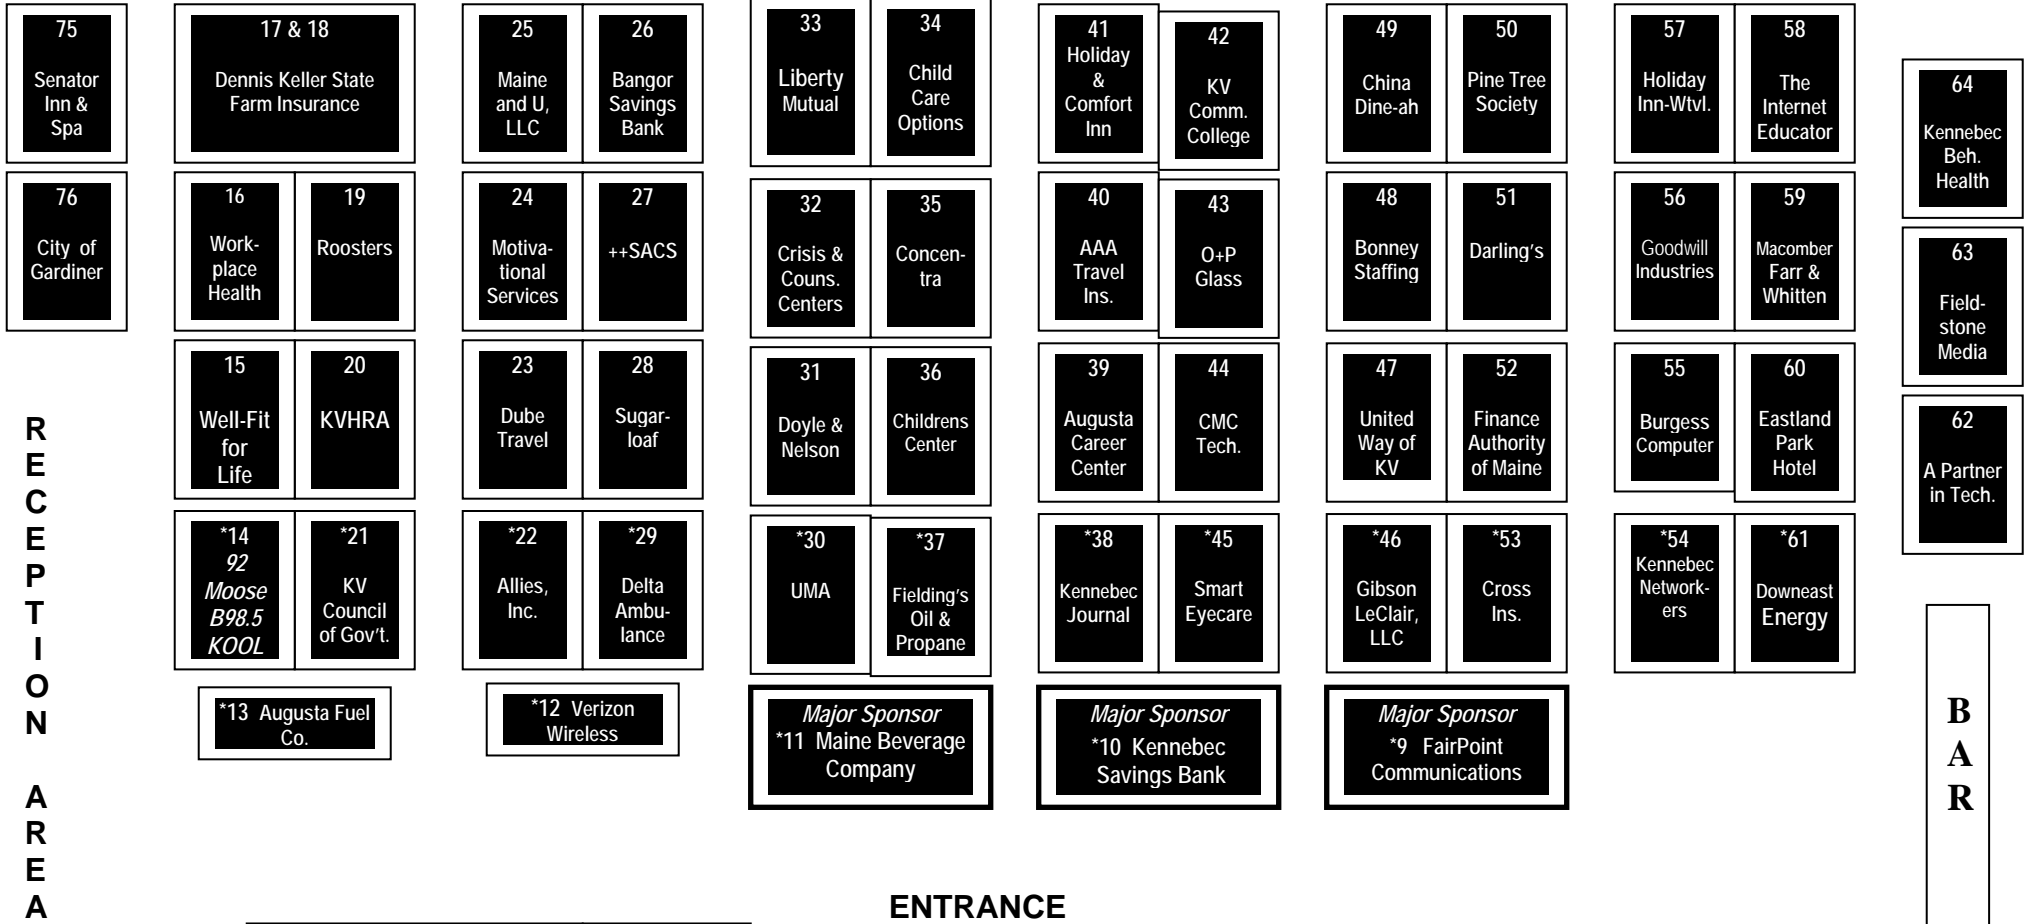 75
Senator
Inn &
Spa
17 & 18
Dennis Keller State
Farm Insurance
25
Maine
and U,
LLC
26
Bangor
Savings
Bank
33
Liberty
Mutual
34
Child
Care
Options
41
Holiday
&
Comfort
Inn
42
KV
Comm.
College
49
China
Dine-ah
50
Pine Tree
Society
57
Holiday
Inn-Wtvl.
58
The
Internet
Educator
64
Kennebec
Beh.
Health
76
City of
Gardiner
16
Work-
place
Health
19
Roosters
24
Motiva-
tional
Services
27
++SACS
32
Crisis &
Couns.
Centers
35
Concen-
tra
40
AAA
Travel
Ins.
43
O+P
Glass
48
Bonney
Staffing
51
Darling's
56
Goodwill
Industries
59
Macomber
Farr &
Whitten
63
Field-
stone
Media
15
Well-Fit
for
Life
20
KVHRA
23
Dube
Travel
28
Sugar-
loaf
31
Doyle &
Nelson
36
Childrens
Center
39
Augusta
Career
Center
44
CMC
Tech.
47
United
Way of
KV
52
Finance
Authority
of Maine
55
Burgess
Computer
60
Eastland
Park
Hotel
62
A Partner
in Tech.
*14
92
Moose
B98.5
KOOL
*21
KV
Council
of Gov't.
*22
Allies,
Inc.
*29
Delta
Ambu-
lance
*30
UMA
*37
Fielding's
Oil &
Propane
*38
Kennebec
Journal
*45
Smart
Eyecare
*46
Gibson
LeClair,
LLC
*53
Cross
Ins.
*54
Kennebec
Network-
ers
*61
Downeast
Energy
*13 Augusta Fuel
Co.
*12 Verizon
Wireless
Major Sponsor
*11 Maine Beverage
Company
Major Sponsor
*10 Kennebec
Savings Bank
Major Sponsor
*9 FairPoint
Communications
R
E
C
E
P
T
I
O
N
A
R
E
A
B
A
R
ENTRANCE